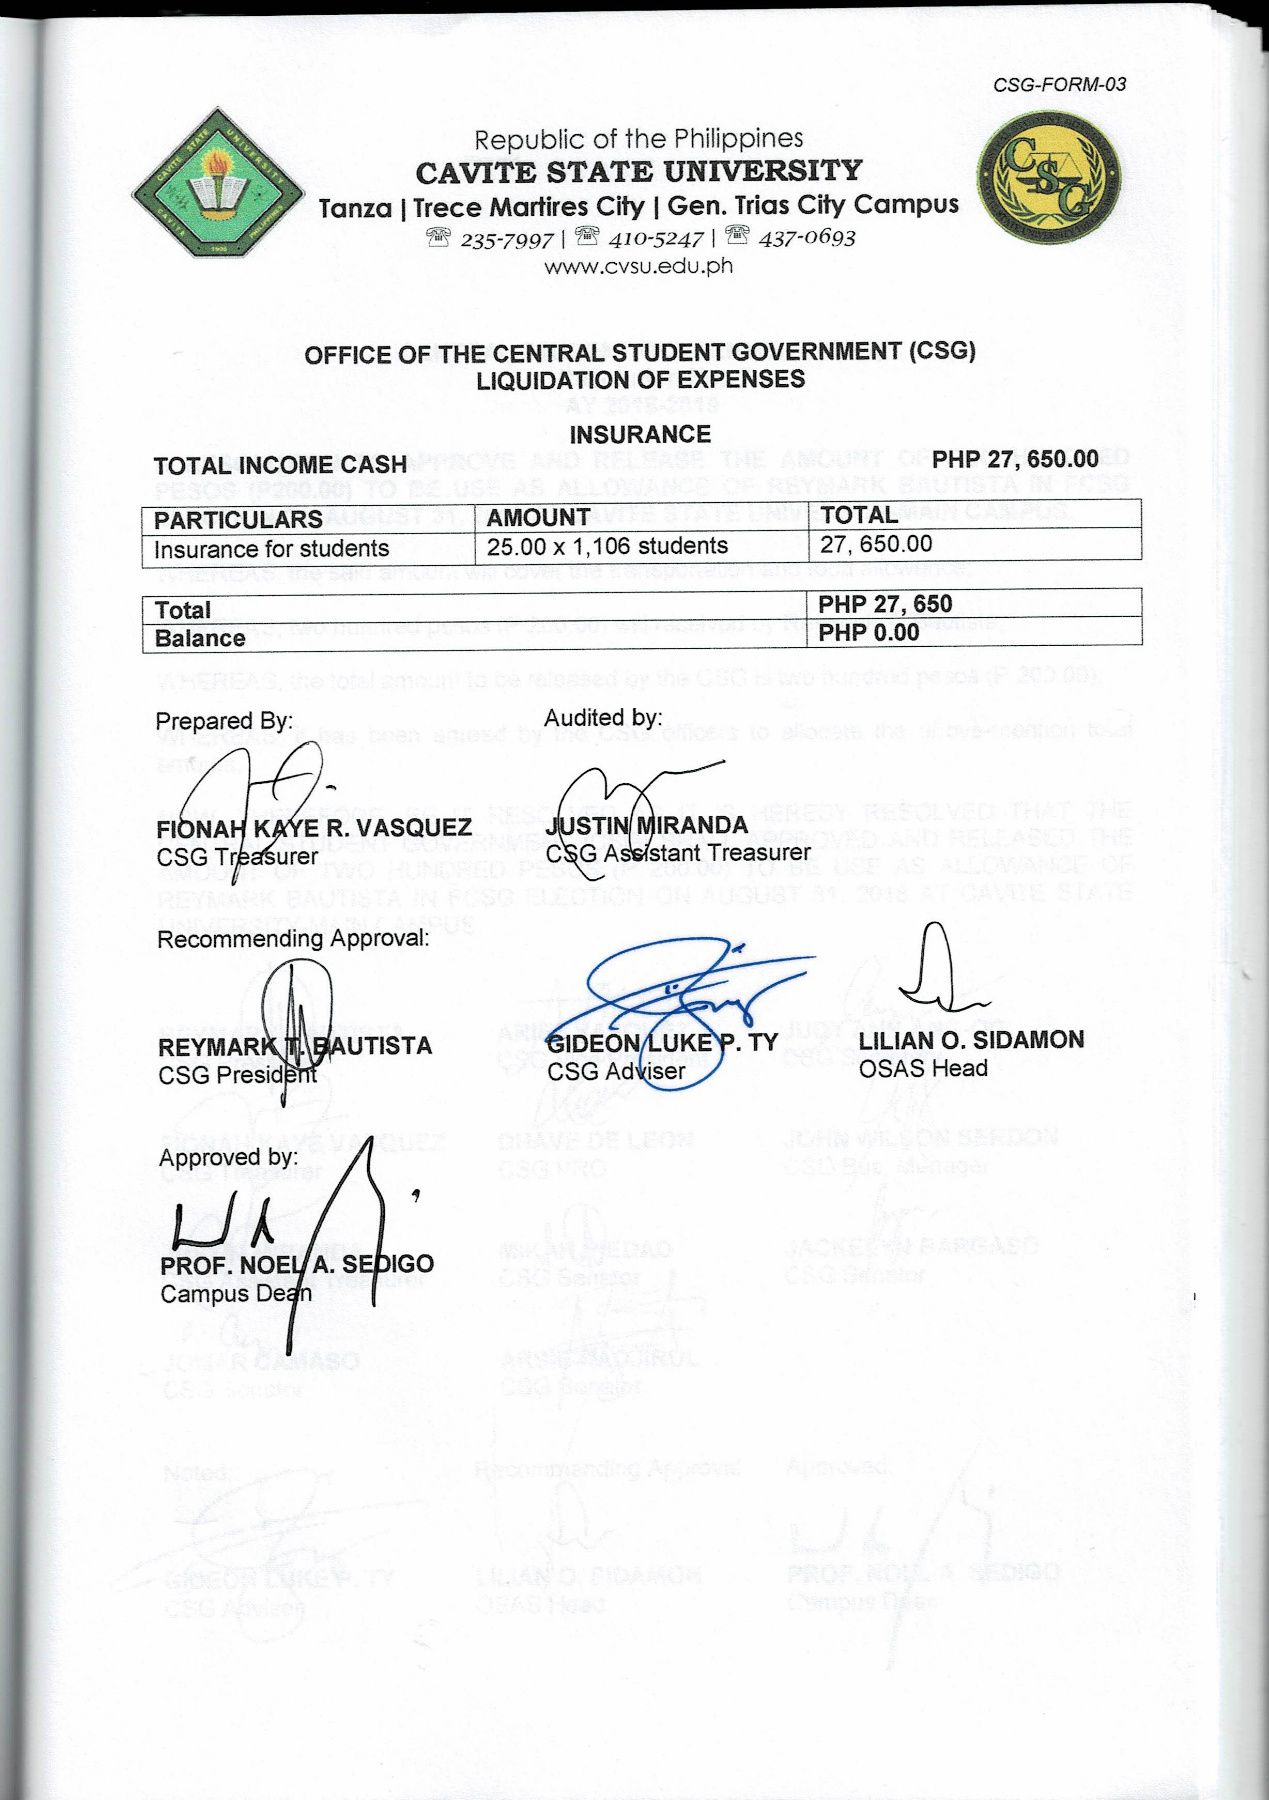 CSG-FORM-03
Republic of the Philippines
CAVITE STATE UNIVERSITY
Tanza | Trece Martires City | Gen. Trias City Campus
☏ 235-7997 | ☏ 410-5247 | ☏ 437-0693
www.cvsu.edu.ph
OFFICE OF THE CENTRAL STUDENT GOVERNMENT (CSG)
LIQUIDATION OF EXPENSES
INSURANCE
TOTAL INCOME CASH PHP 27, 650.00
PARTICULARS AMOUNT TOTAL
Insurance for students 25.00 x 1,106 students 27, 650.00
Total PHP 27, 650
Balance PHP 0.00
Prepared By: Audited by:
FIONAH KAYE R. VASQUEZ JUSTIN MIRANDA
CSG Treasurer CSG Assistant Treasurer
Recommending Approval:
REYMARK T. BAUTISTA GIDEON LUKE P. TY LILIAN O. SIDAMON
CSG President CSG Adviser OSAS Head
Approved by:
PROF. NOEL A. SEDIGO
Campus Dean